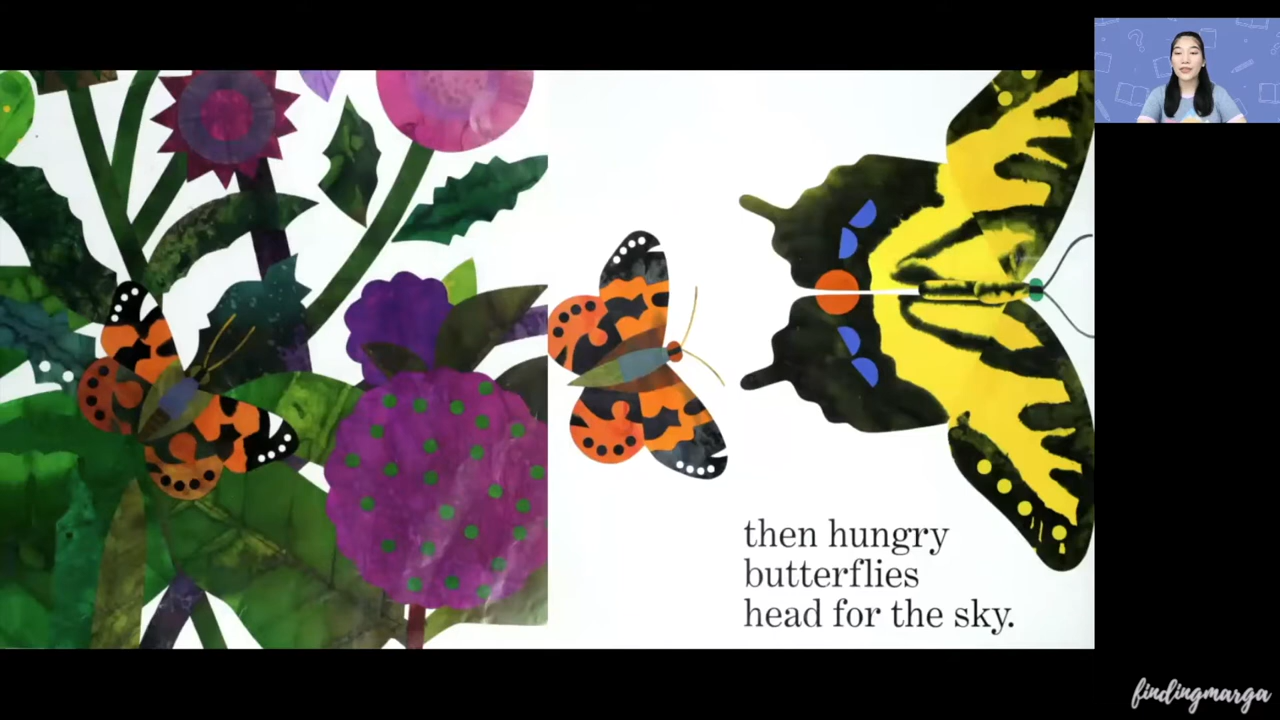 then hungry
butterflies
head for the sky.
findingmarga